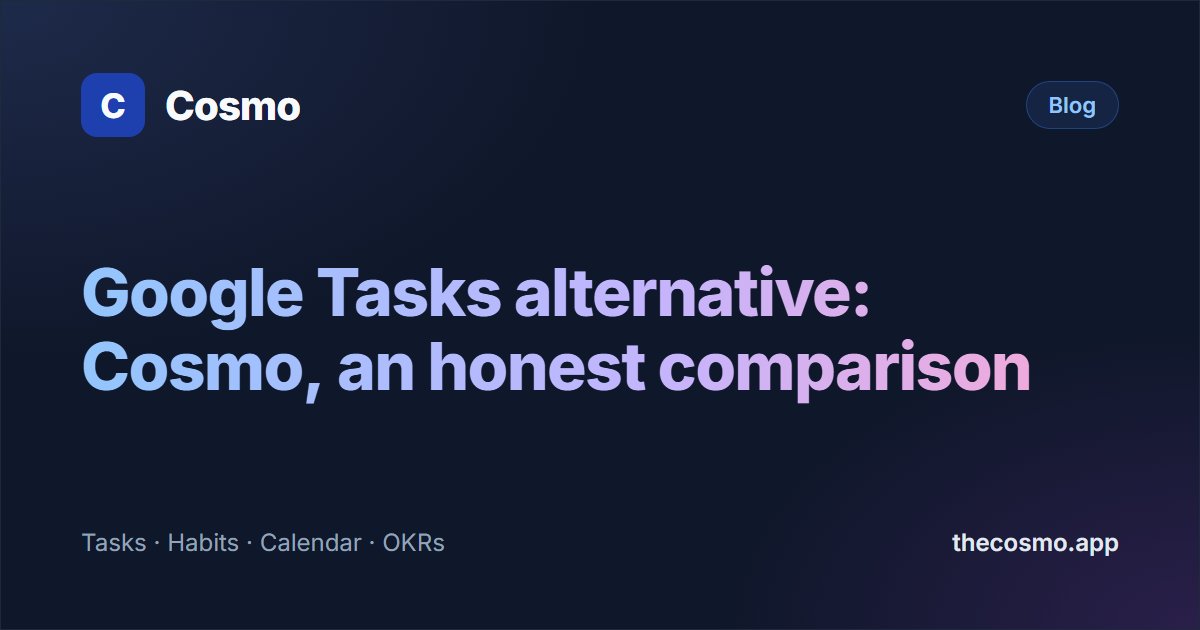 C Cosmo
Blog
Google Tasks alternative:
Cosmo, an honest comparison
Tasks · Habits · Calendar · OKRs
thecosmo.app